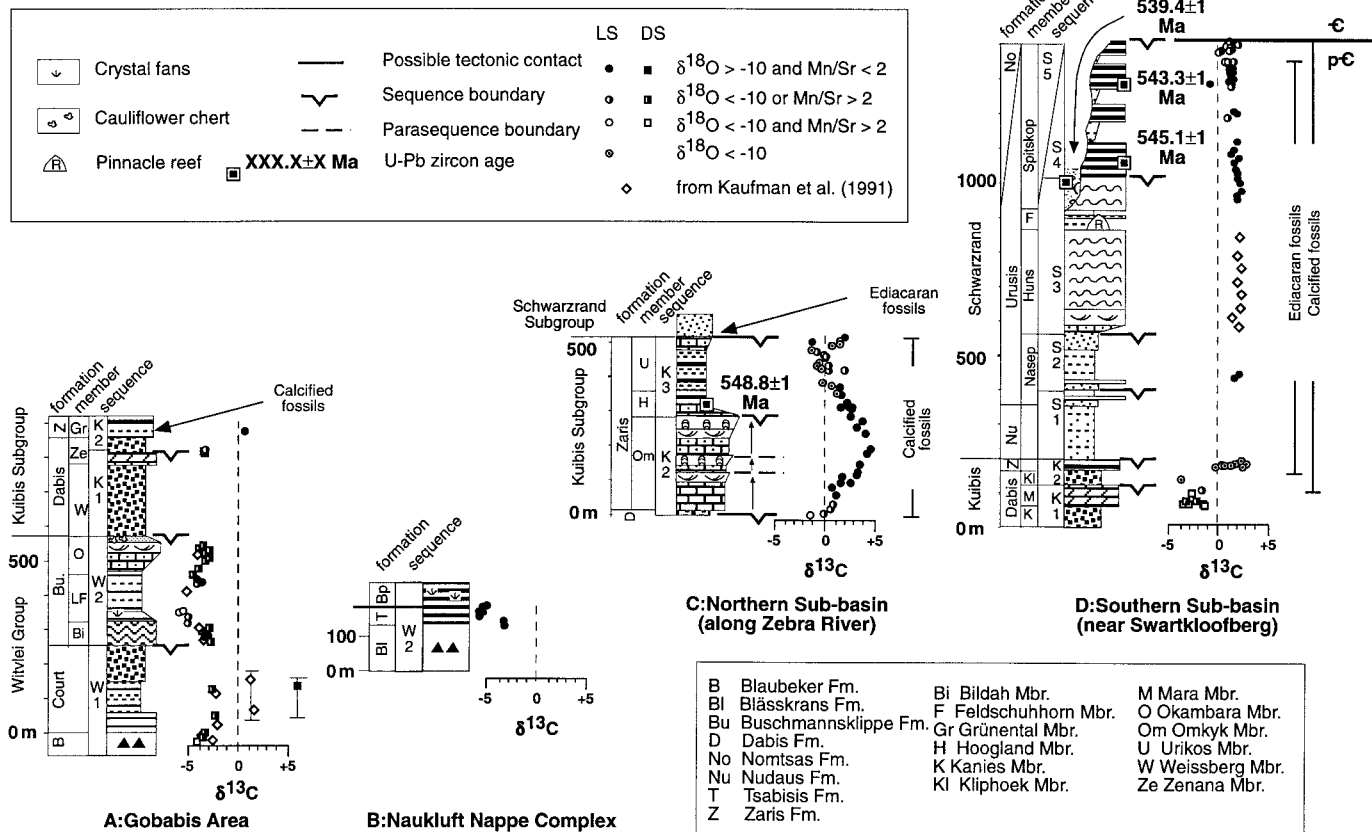 LS DS
Crystal fans
Cauliflower chert
Pinnacle reef
R
Possible tectonic contact
Sequence boundary
Parasequence boundary
XXX.X±X Ma U-Pb zircon age
δ18O > -10 and Mn/Sr < 2
δ18O < -10 or Mn/Sr > 2
δ18O < -10 and Mn/Sr > 2
δ18O < -10
from Kaufman et al. (1991)
formation
member
sequence
Kuibis Subgroup
Witvlei Group
Z
Gr
K 2
Dabis
Ze
W
K 1
Bu.
O
LF
Bi
W 2
Court
W 1
B
500
0 m
Calcified fossils
-5 0 +5
δ13C
A:Gobabis Area
formation
sequence
Bp
T
Bl
W 2
100
0 m
-5 0 +5
δ13C
B:Naukluft Nappe Complex
Schwarzrand Subgroup
formation
member
sequence
Kuibis Subgroup
500
0 m
Zaris
D
U
H
Om
K 3
K 2
548.8±1 Ma
Ediacaran fossils
Calcified fossils
-5 0 +5
δ13C
C:Northern Sub-basin
(along Zebra River)
formation
member
sequence
539.4±1 Ma
-Є
p-Є
543.3±1 Ma
545.1±1 Ma
Schwarzrand
Kuibis
1000
500
0 m
No
Urusis
Spitskop
F
Huns
Nasep
Nu
Z
Dabis
Kl
M
K
S 5
S 4
S 3
S 2
S 1
K 2
K 1
R
Ediacaran fossils
Calcified fossils
-5 0 +5
δ13C
D:Southern Sub-basin
(near Swartkloofberg)
B Blaubeker Fm.
Bl Blässkrans Fm.
Bu Buschmannsklippe Fm.
D Dabis Fm.
No Nomtsas Fm.
Nu Nudaus Fm.
T Tsabisis Fm.
Z Zaris Fm.
Bi Bildah Mbr.
F Feldschuhhorn Mbr.
Gr Grünental Mbr.
H Hoogland Mbr.
K Kanies Mbr.
Kl Kliphoek Mbr.
M Mara Mbr.
O Okambara Mbr.
Om Omkyk Mbr.
U Urikos Mbr.
W Weissberg Mbr.
Ze Zenana Mbr.